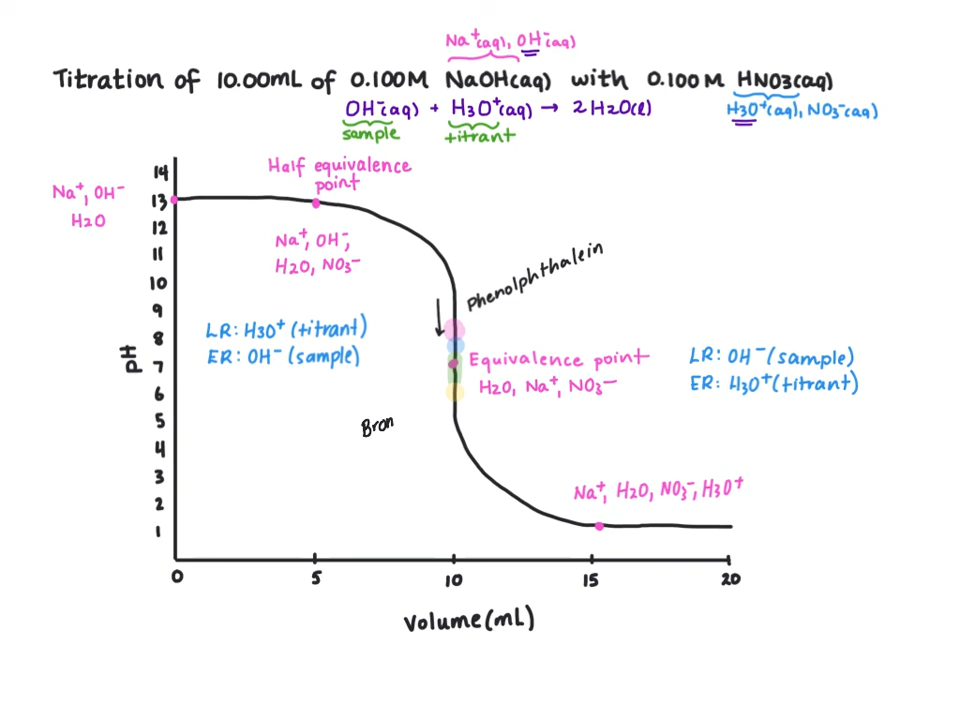 Na⁺(aq), OH⁻(aq)
Titration of 10.00mL of 0.100M NaOH(aq) with 0.100M HNO3(aq)
OH⁻(aq) + H3O⁺(aq) → 2H2O(l)
H3O⁺(aq), NO3⁻(aq)
sample
titrant
Half equivalence
point
14
13
12
11
10
9
8
7
6
5
4
3
2
1
pH
Na⁺, OH⁻
H2O
Na⁺, OH⁻,
H2O, NO3⁻
Phenolphthalein
LR: H3O⁺ (titrant)
ER: OH⁻ (sample)
Equivalence point
H2O, Na⁺, NO3⁻
LR: OH⁻ (sample)
ER: H3O⁺ (titrant)
Brom
Na⁺, H2O, NO3⁻, H3O⁺
0 5 10 15 20
Volume (mL)